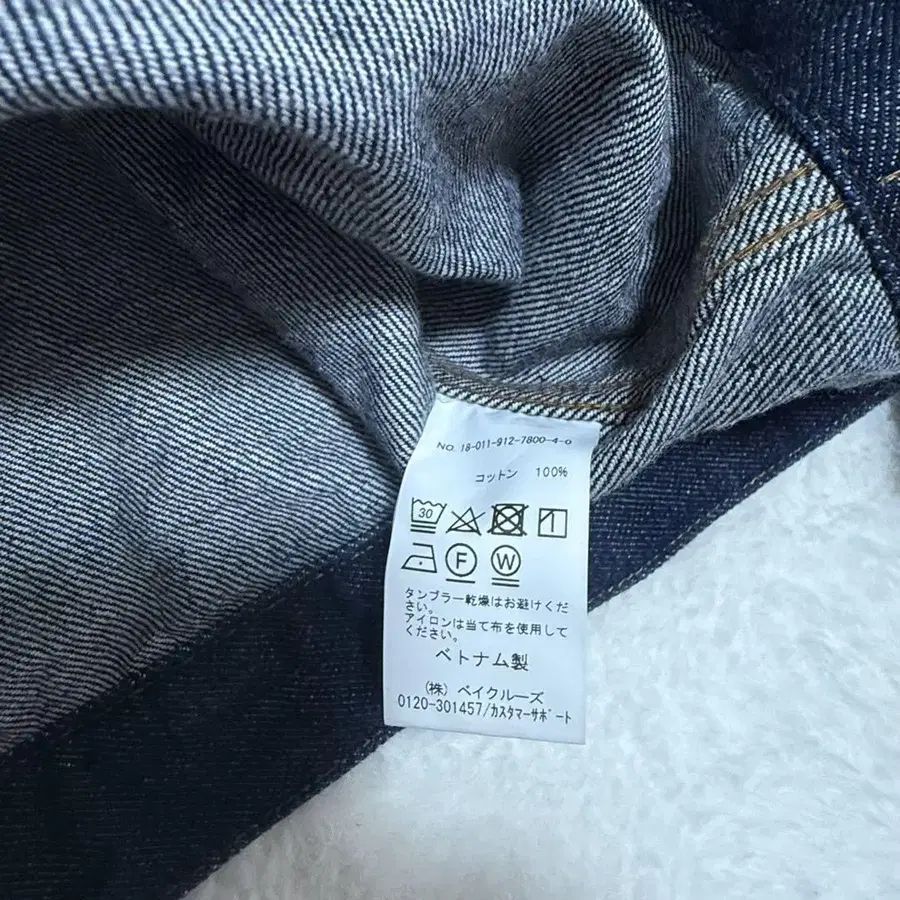 NO. 18-011-912-7800-4-0
コットン 100%
30
F W
タンブラー乾燥はお避けくだ
さい。
アイロンは当て布を使用して
ください。
ベトナム製
(株) ベイクルーズ
0120-301457/カスタマーサポート